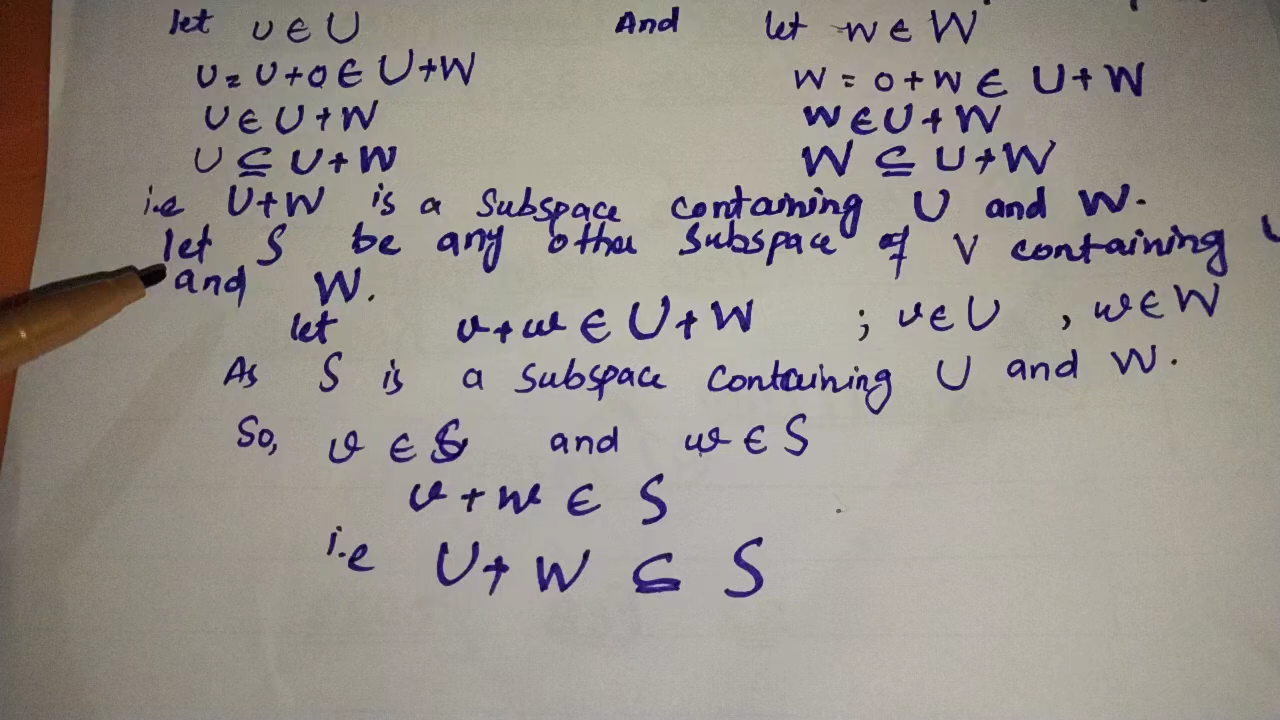 let u ∈ U And let w ∈ W
u = u+0 ∈ U+W w = 0+w ∈ U+W
u ∈ U+W w ∈ U+W
U ⊆ U+W W ⊆ U+W
i.e U+W is a subspace containing U and W.
let S be any other subspace of V containing
and W.
let u+w ∈ U+W ; u ∈ U , w ∈ W
As S is a subspace containing U and W.
So, u ∈ S and w ∈ S
u+w ∈ S
i.e U+W ⊆ S